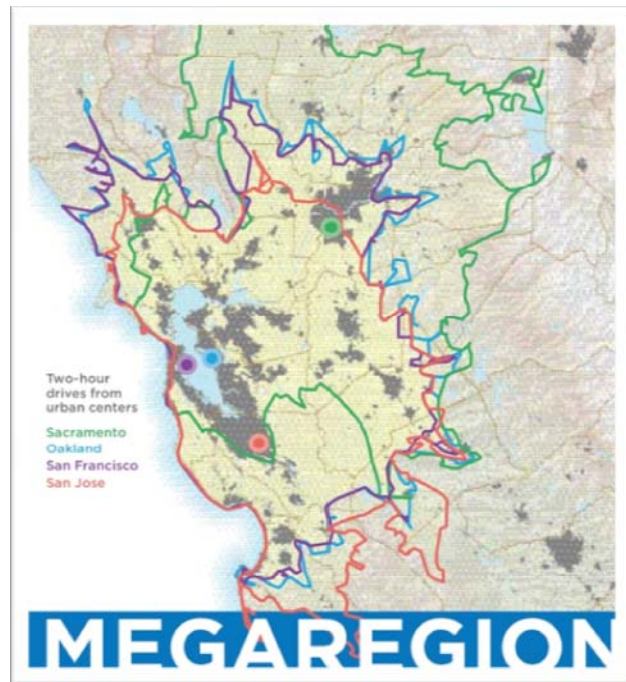 Two-hour
drives from
urban centers
Sacramento
Oakland
San Francisco
San Jose
MEGAREGION